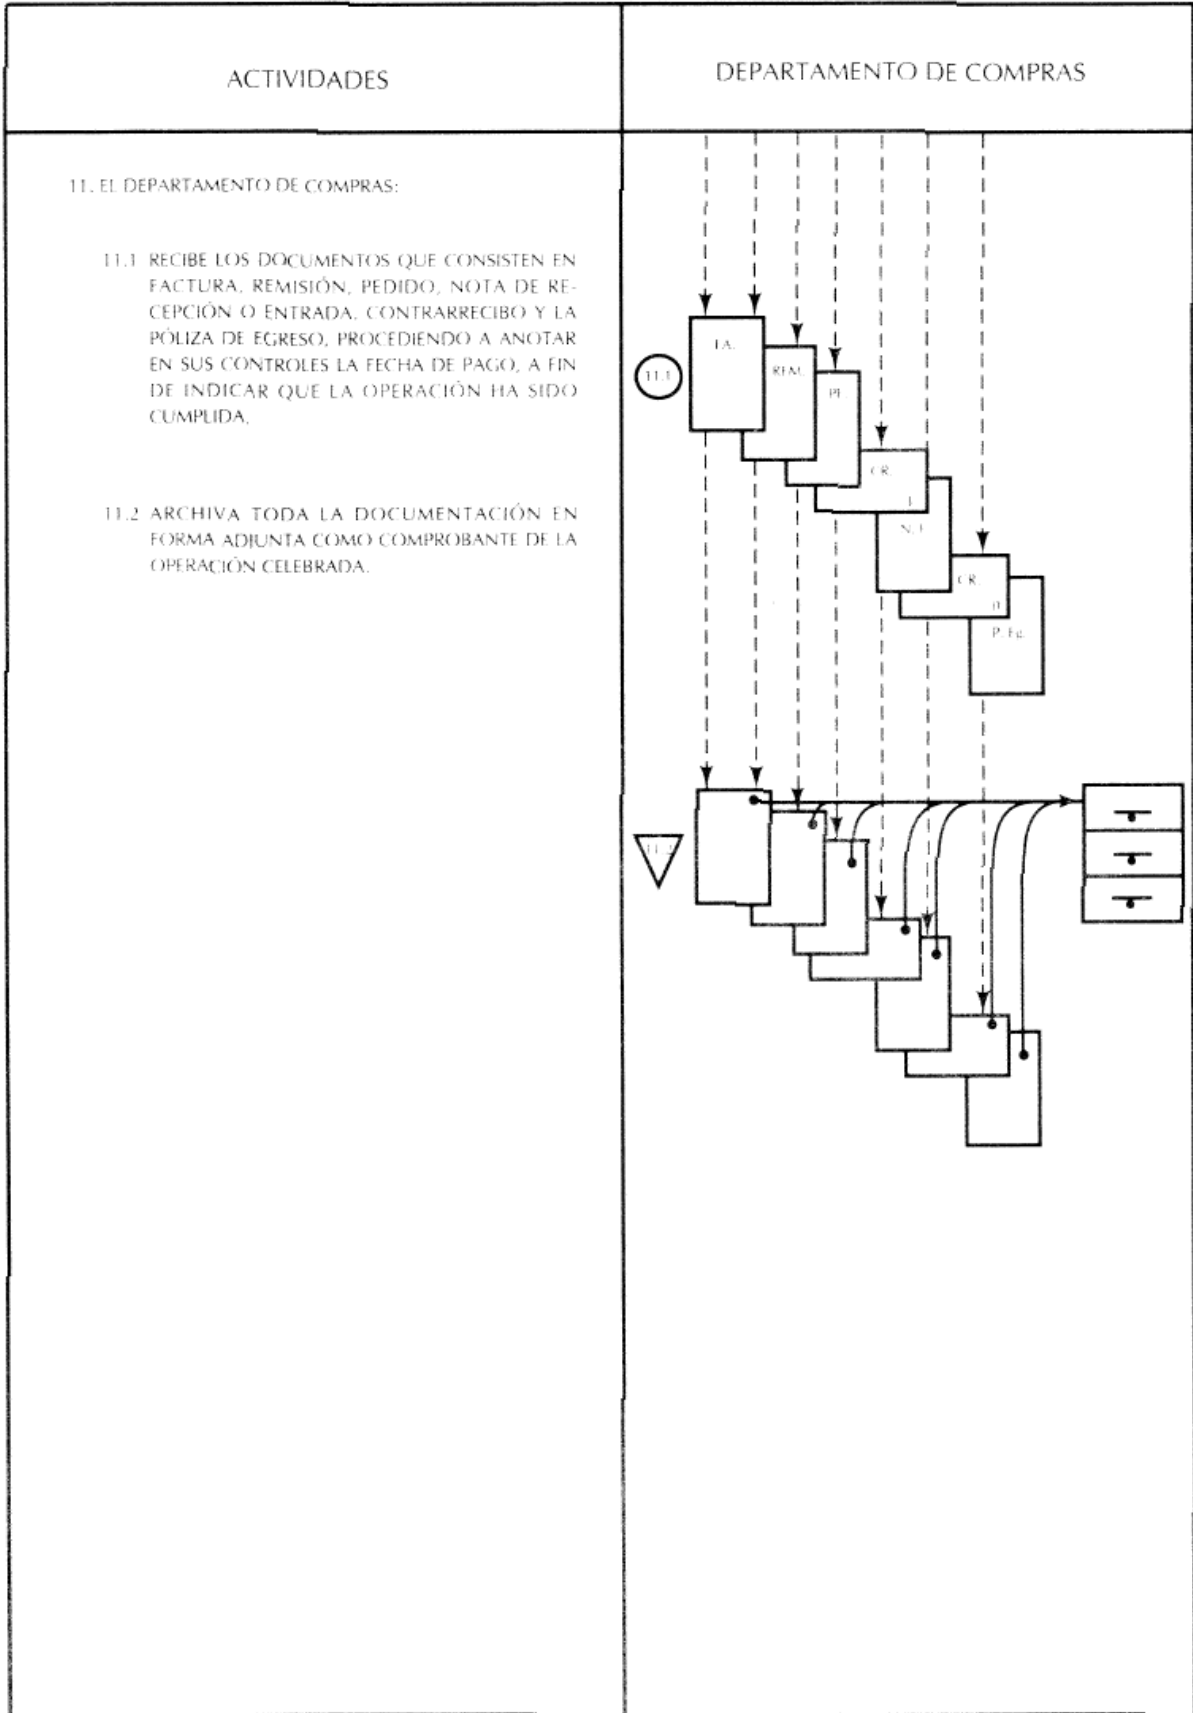 ACTIVIDADES
DEPARTAMENTO DE COMPRAS
11. EL DEPARTAMENTO DE COMPRAS:
11.1 RECIBE LOS DOCUMENTOS QUE CONSISTEN EN
FACTURA, REMISIÓN, PEDIDO, NOTA DE RE-
CEPCIÓN O ENTRADA, CONTRARRECIBO Y LA
PÓLIZA DE EGRESO, PROCEDIENDO A ANOTAR
EN SUS CONTROLES LA FECHA DE PAGO, A FIN
DE INDICAR QUE LA OPERACIÓN HA SIDO
CUMPLIDA.
11.2 ARCHIVA TODA LA DOCUMENTACIÓN EN
FORMA ADJUNTA COMO COMPROBANTE DE LA
OPERACIÓN CELEBRADA.
11.1
FA.
REM.
PE.
CR.
CR.
P. Eg.
11.2